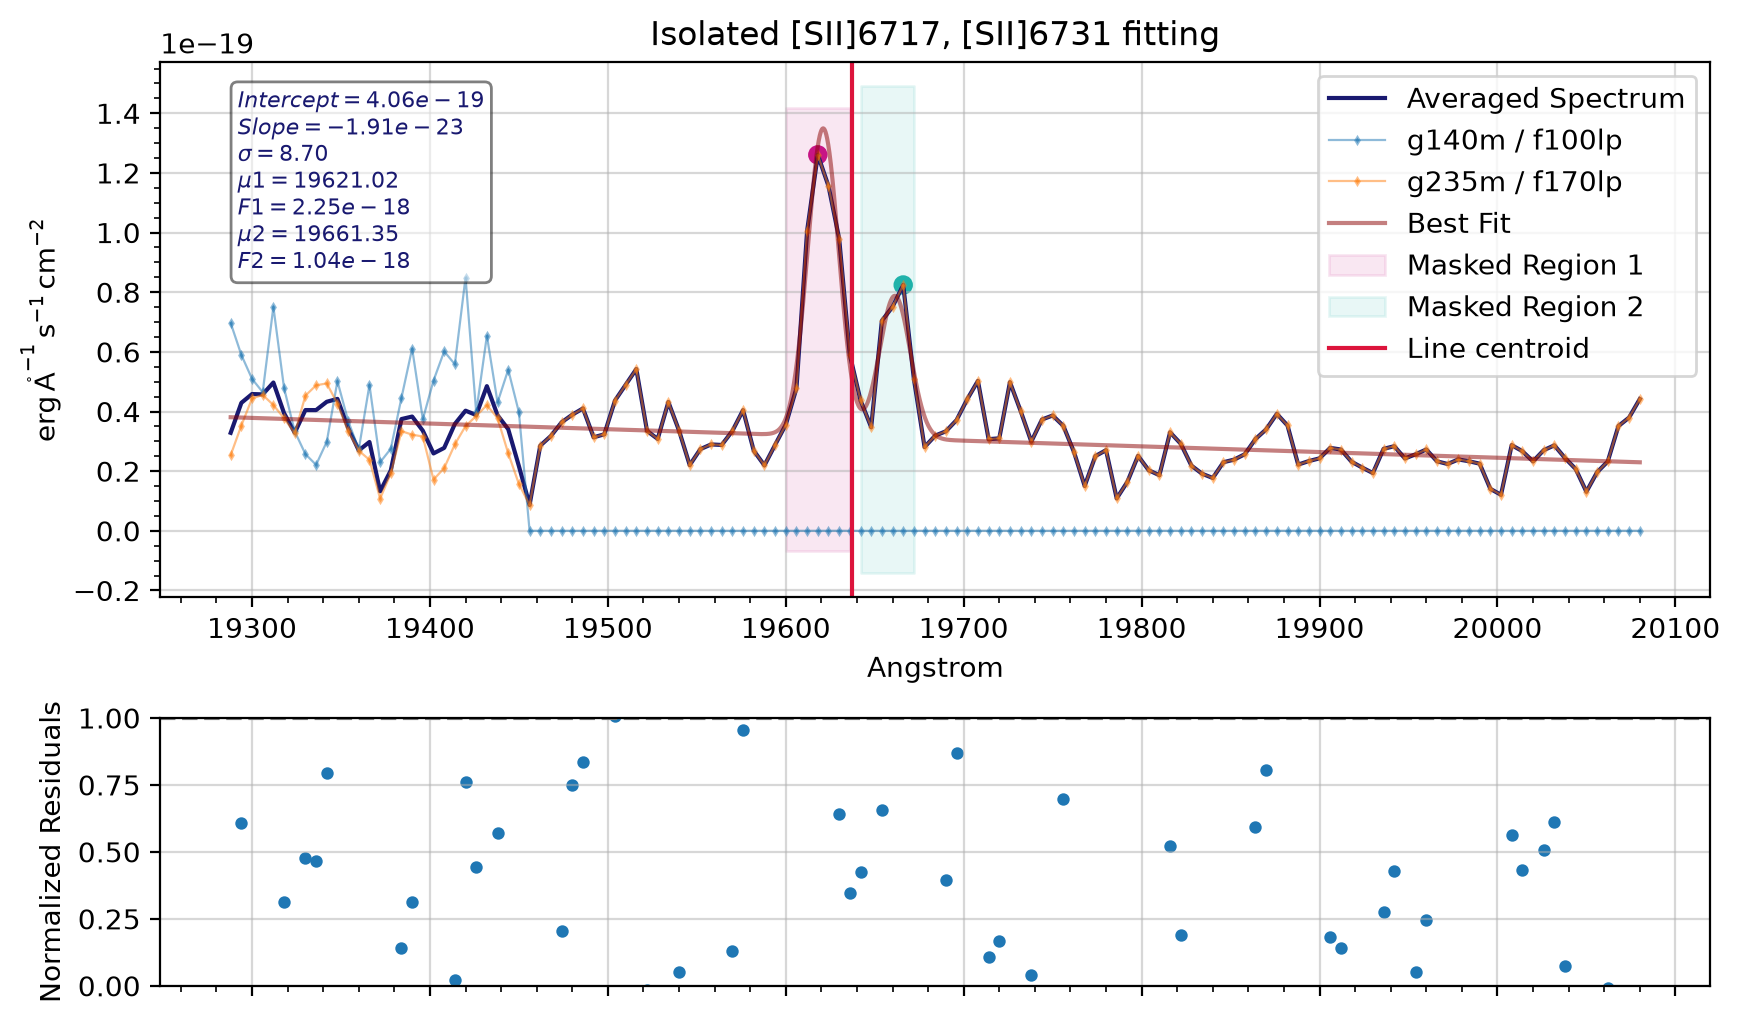 Isolated [SII]6717, [SII]6731 fitting
1e−19
Intercept = 4.06e − 19
Slope = −1.91e − 23
σ = 8.70
μ1 = 19621.02
F1 = 2.25e − 18
μ2 = 19661.35
F2 = 1.04e − 18
Averaged Spectrum
g140m / f100lp
g235m / f170lp
Best Fit
Masked Region 1
Masked Region 2
Line centroid
erg Å⁻¹ s⁻¹ cm⁻²
1.4
1.2
1.0
0.8
0.6
0.4
0.2
0.0
−0.2
19300 19400 19500 19600 19700 19800 19900 20000 20100
Angstrom
Normalized Residuals
1.00
0.75
0.50
0.25
0.00